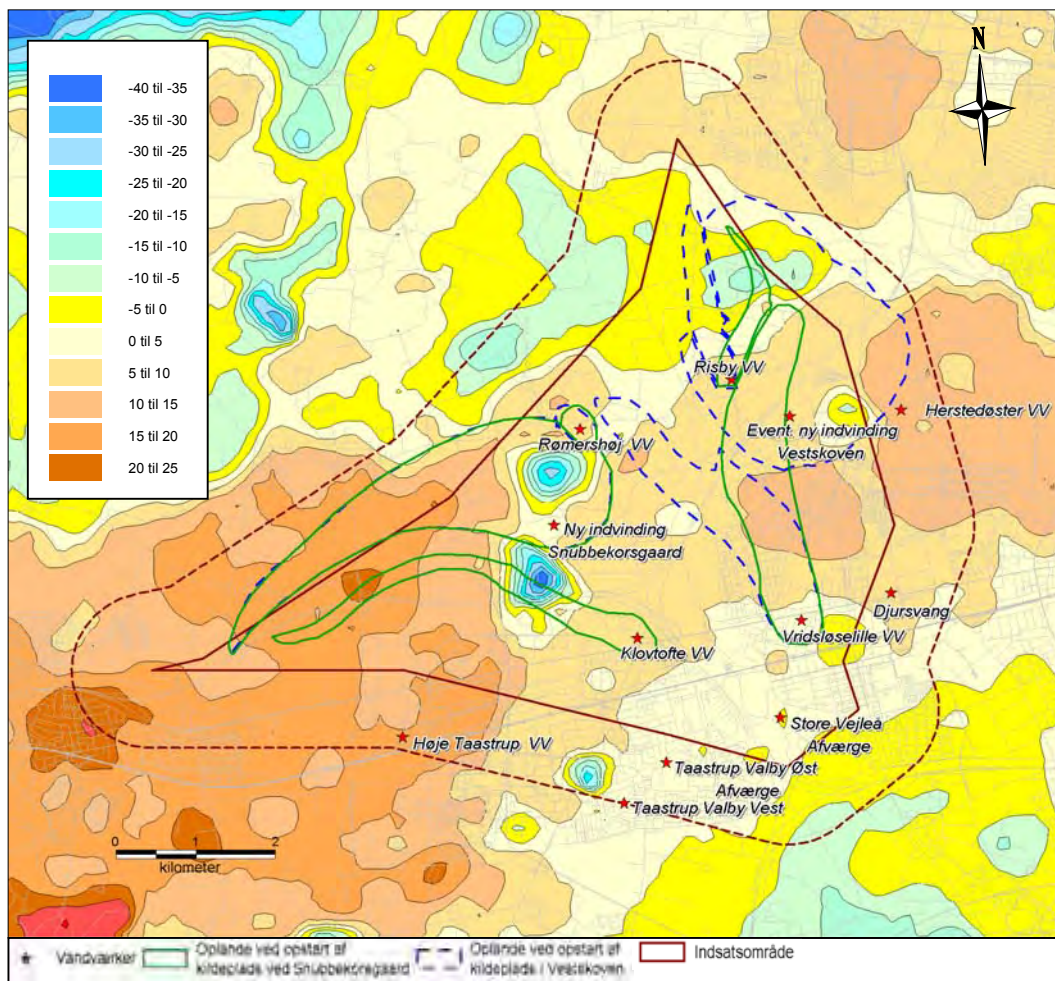 N
-40 til -35
-35 til -30
-30 til -25
-25 til -20
-20 til -15
-15 til -10
-10 til -5
-5 til 0
0 til 5
5 til 10
10 til 15
15 til 20
20 til 25
Risby VV
Herstedøster VV
Event. ny indvinding
Vestskoven
Rømershøj VV
Ny indvinding
Snubbekorsgaard
Djursvang
Vridsløselille VV
Klovtofte VV
Store Vejleå
Afværge
Høje Taastrup VV
Taastrup Valby Øst
Afværge
Taastrup Valby Vest
0 1 2
kilometer
Vandværker
Oplande ved opstart af
kildeplads ved Snubbekorsgaard
Oplande ved opstart af
kildeplads i Vestskoven
Indsatsområde